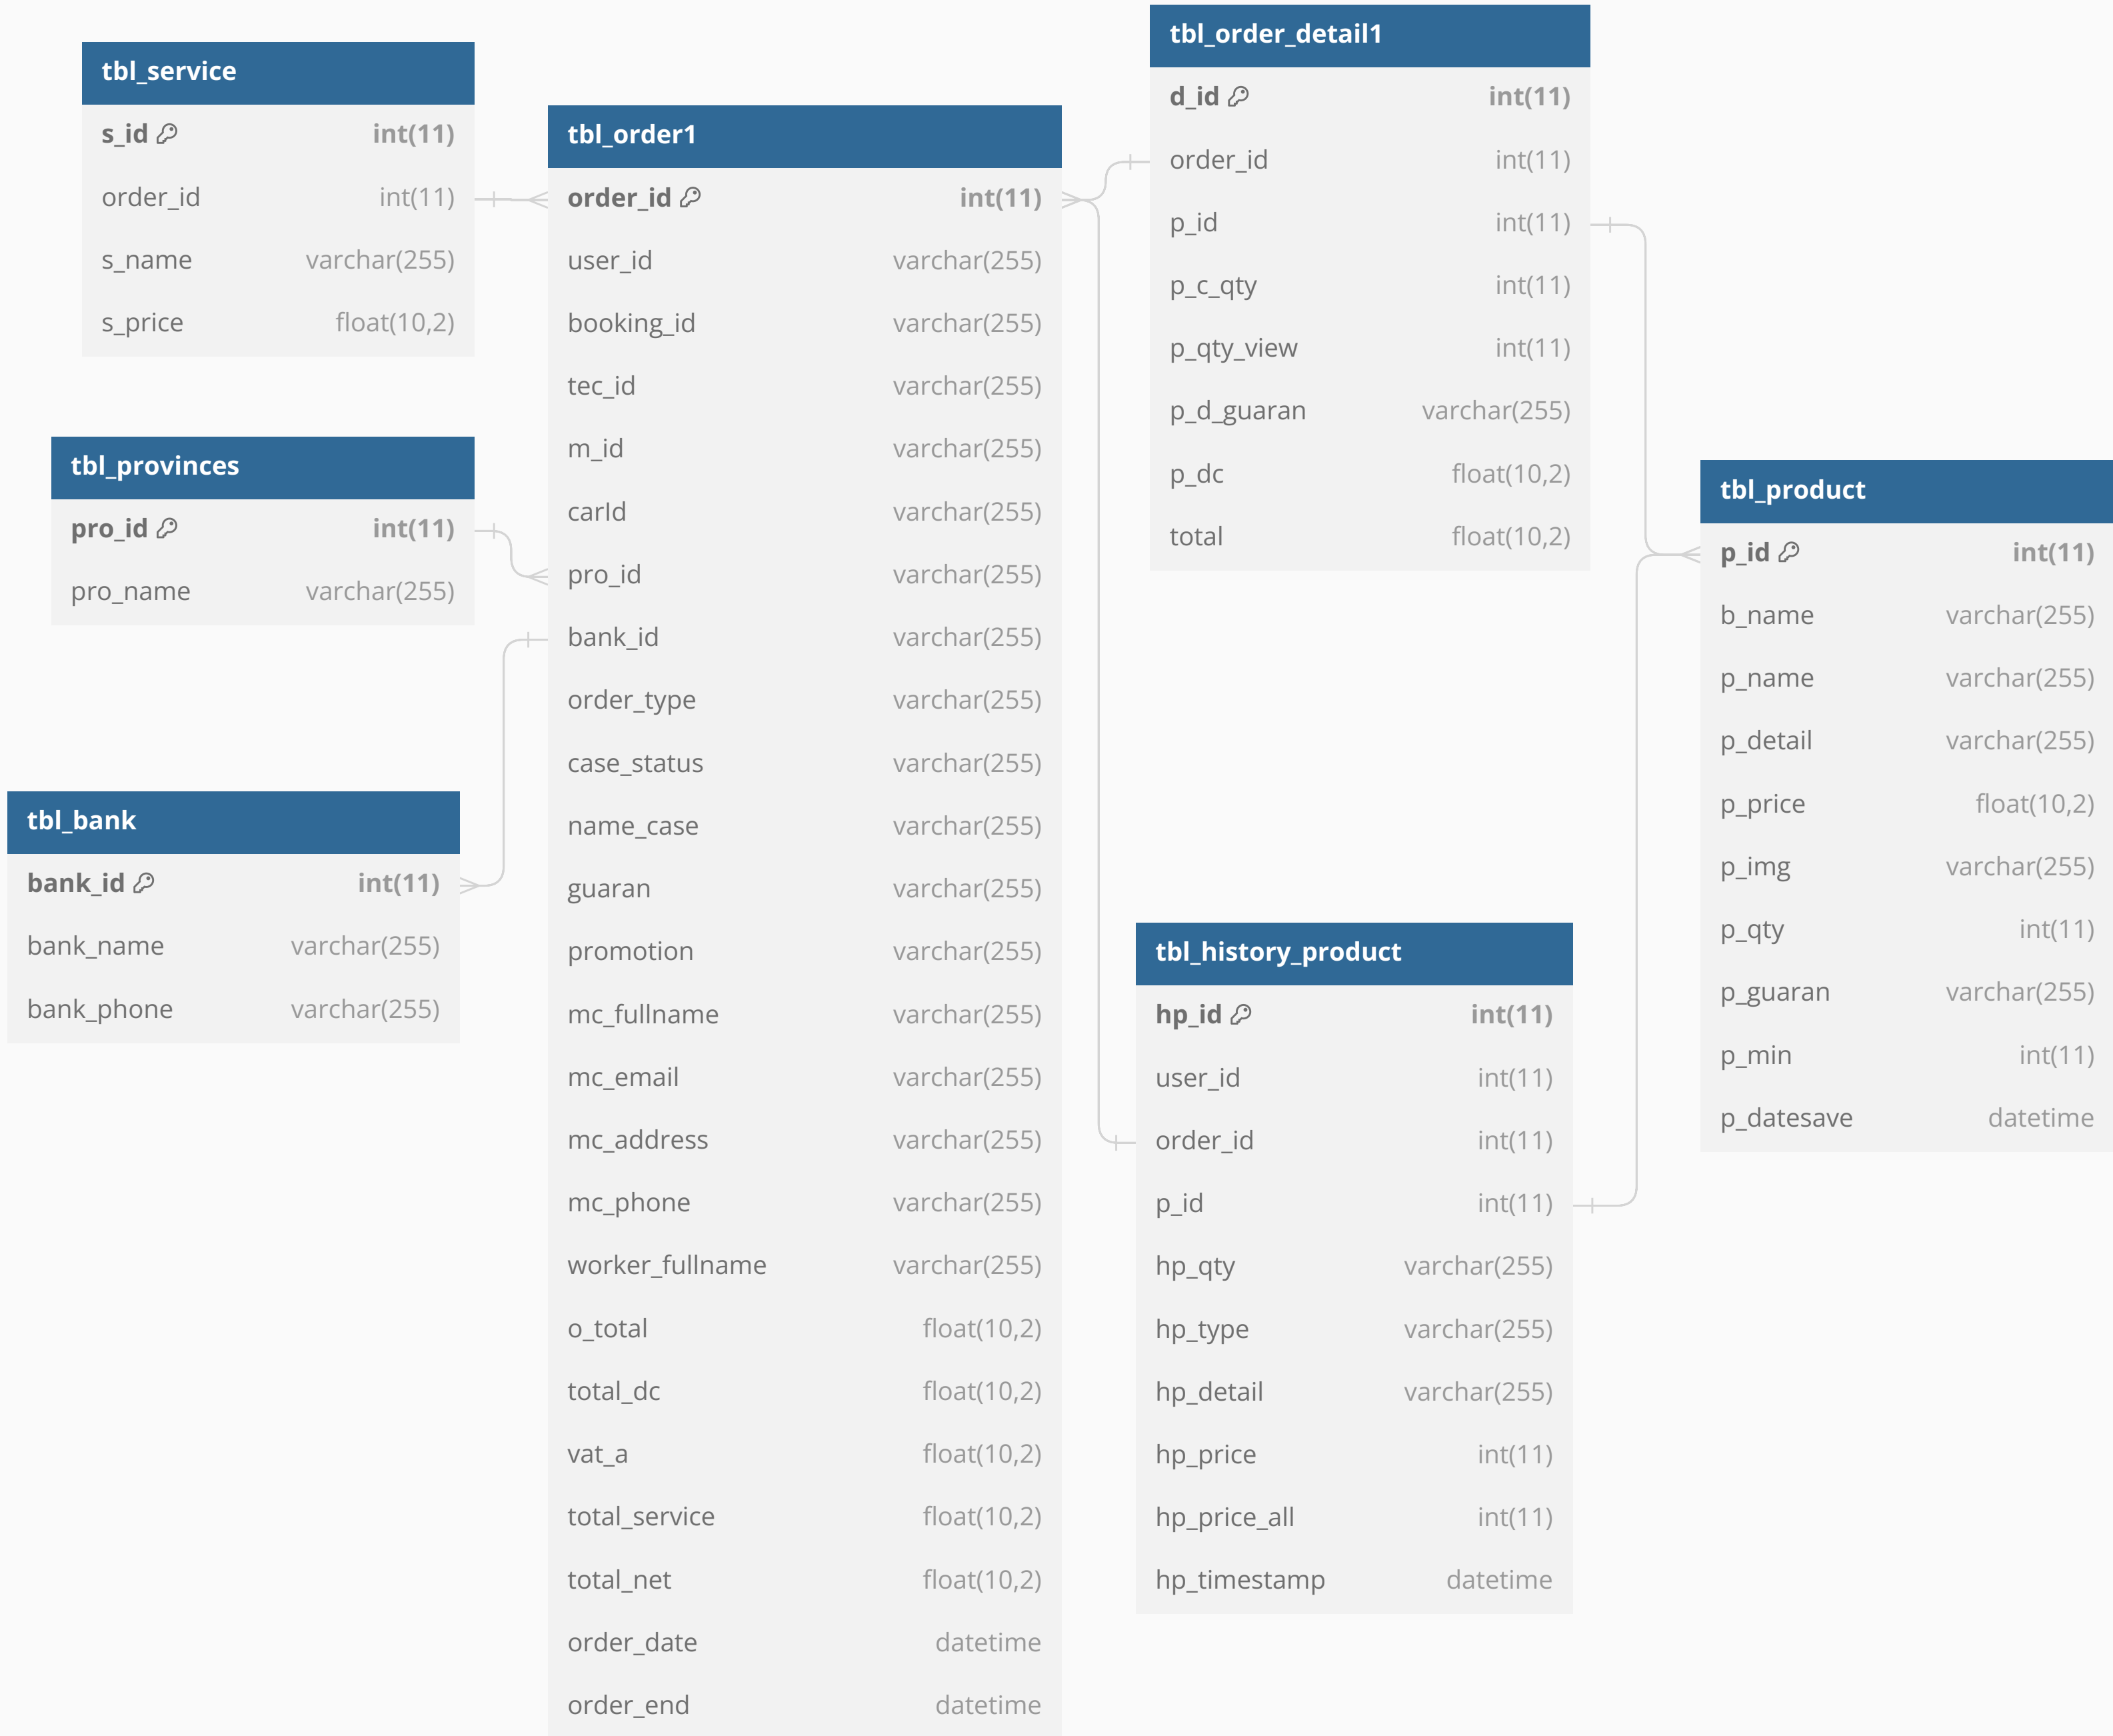 tbl_service
s_id int(11)
order_id int(11)
s_name varchar(255)
s_price float(10,2)
tbl_provinces
pro_id int(11)
pro_name varchar(255)
tbl_bank
bank_id int(11)
bank_name varchar(255)
bank_phone varchar(255)
tbl_order1
order_id int(11)
user_id varchar(255)
booking_id varchar(255)
tec_id varchar(255)
m_id varchar(255)
carId varchar(255)
pro_id varchar(255)
bank_id varchar(255)
order_type varchar(255)
case_status varchar(255)
name_case varchar(255)
guaran varchar(255)
promotion varchar(255)
mc_fullname varchar(255)
mc_email varchar(255)
mc_address varchar(255)
mc_phone varchar(255)
worker_fullname varchar(255)
o_total float(10,2)
total_dc float(10,2)
vat_a float(10,2)
total_service float(10,2)
total_net float(10,2)
order_date datetime
order_end datetime
tbl_order_detail1
d_id int(11)
order_id int(11)
p_id int(11)
p_c_qty int(11)
p_qty_view int(11)
p_d_guaran varchar(255)
p_dc float(10,2)
total float(10,2)
tbl_history_product
hp_id int(11)
user_id int(11)
order_id int(11)
p_id int(11)
hp_qty varchar(255)
hp_type varchar(255)
hp_detail varchar(255)
hp_price int(11)
hp_price_all int(11)
hp_timestamp datetime
tbl_product
p_id int(11)
b_name varchar(255)
p_name varchar(255)
p_detail varchar(255)
p_price float(10,2)
p_img varchar(255)
p_qty int(11)
p_guaran varchar(255)
p_min int(11)
p_datesave datetime